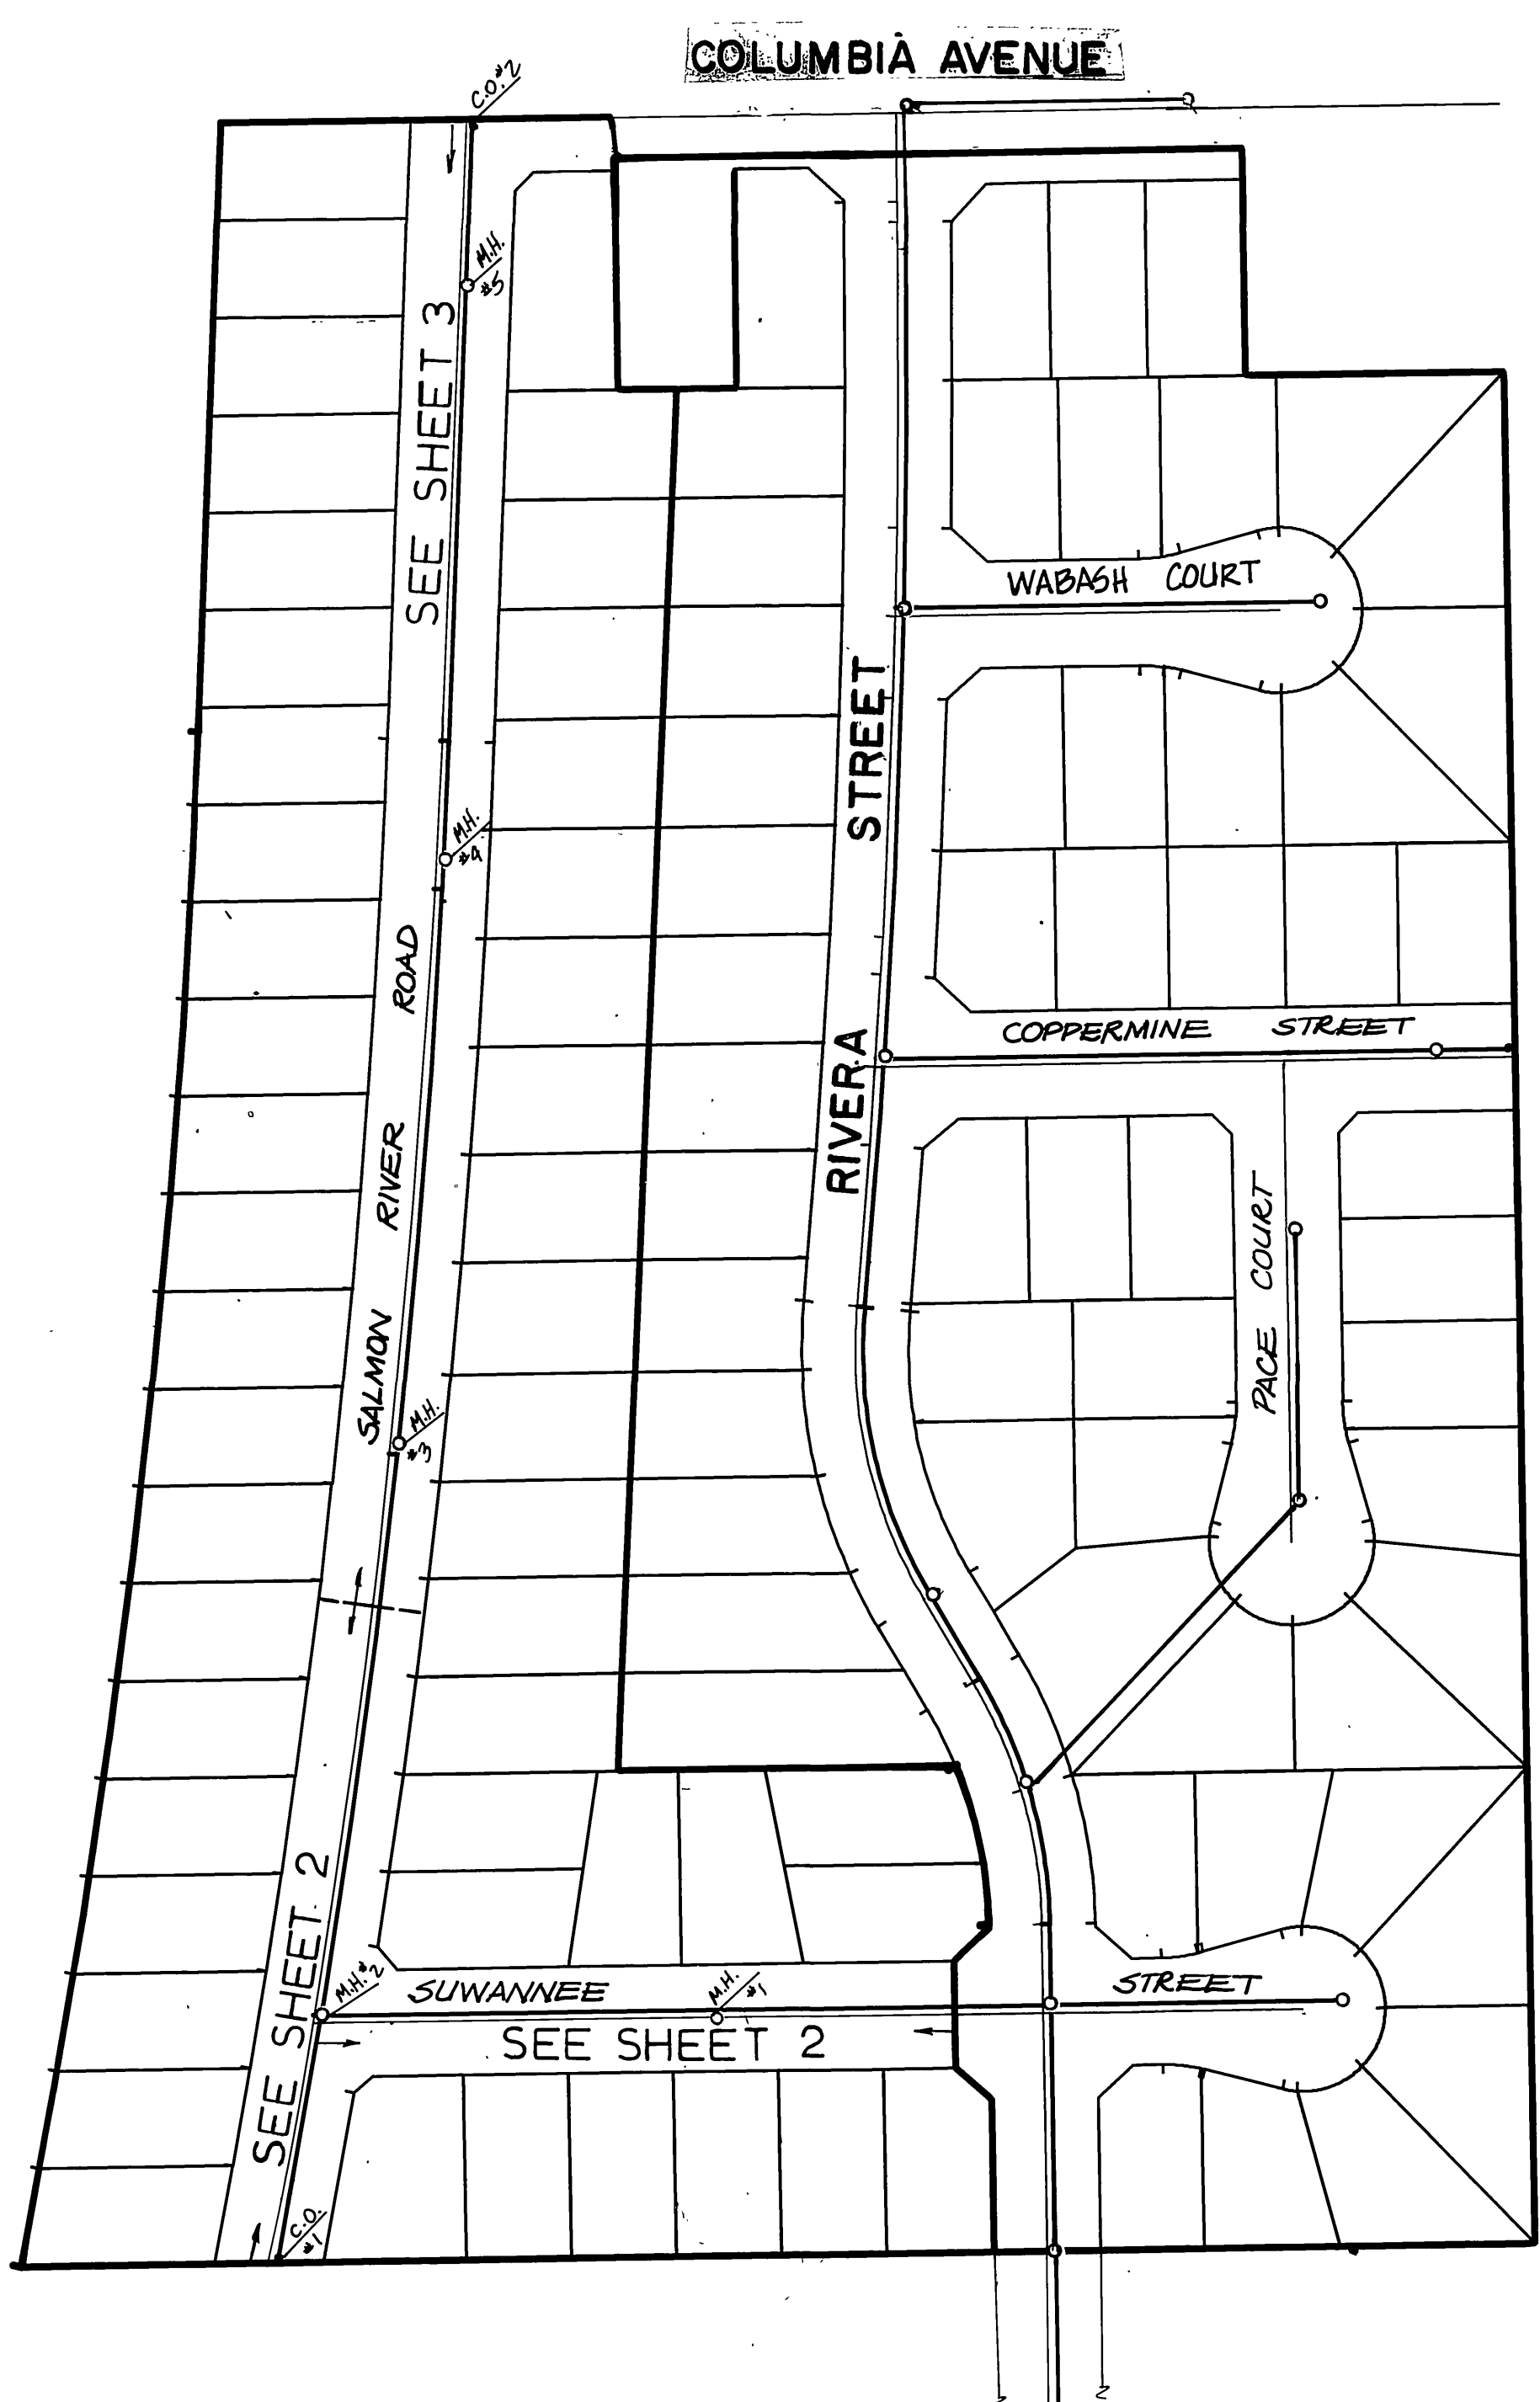 COLUMBIA AVENUE
C.O.#2
M.H.
#5
SEE SHEET 3
WABASH COURT
RIVERA STREET
M.H.
#4
SALMON RIVER ROAD
COPPERMINE STREET
PACE COURT
M.H.
#3
SEE SHEET 2
M.H.#2
SUWANNEE STREET
M.H.
#1
SEE SHEET 2
C.O.
#1